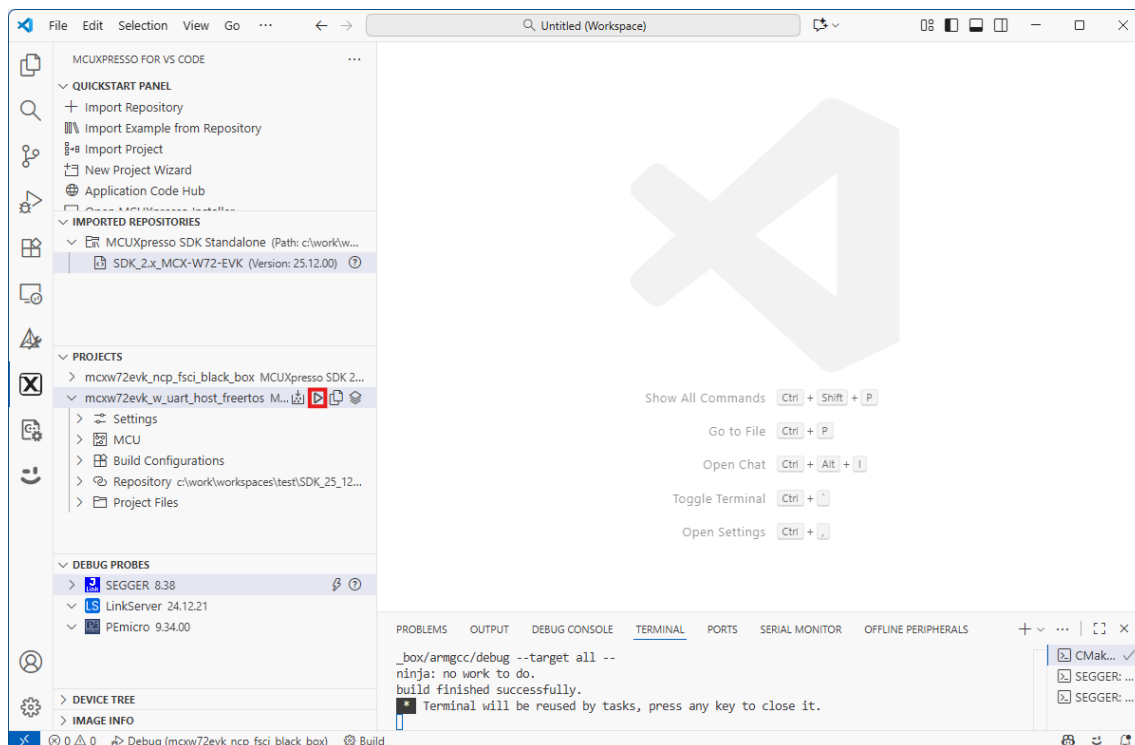 File Edit Selection View Go ··· Untitled (Workspace)
MCUXPRESSO FOR VS CODE ···
QUICKSTART PANEL
Import Repository
Import Example from Repository
Import Project
New Project Wizard
Application Code Hub
Open MCUXpresso Installer
IMPORTED REPOSITORIES
MCUXpresso SDK Standalone (Path: c:\work\w...
SDK_2.x_MCX-W72-EVK (Version: 25.12.00)
PROJECTS
mcxw72evk_ncp_fsci_black_box MCUXpresso SDK 2...
mcxw72evk_w_uart_host_freertos M...
Settings
MCU
Build Configurations
Repository c:\work\workspaces\test\SDK_25_12...
Project Files
DEBUG PROBES
SEGGER 8.38
LinkServer 24.12.21
PEmicro 9.34.00
DEVICE TREE
IMAGE INFO
Show All Commands Ctrl + Shift + P
Go to File Ctrl + P
Open Chat Ctrl + Alt + I
Toggle Terminal Ctrl + `
Open Settings Ctrl + ,
PROBLEMS OUTPUT DEBUG CONSOLE TERMINAL PORTS SERIAL MONITOR OFFLINE PERIPHERALS
_box/armgcc/debug --target all --
ninja: no work to do.
build finished successfully.
* Terminal will be reused by tasks, press any key to close it.
CMak...
SEGGER: ...
SEGGER: ...
0 0 Debug (mcxw72evk_ncp_fsci_black_box) Build